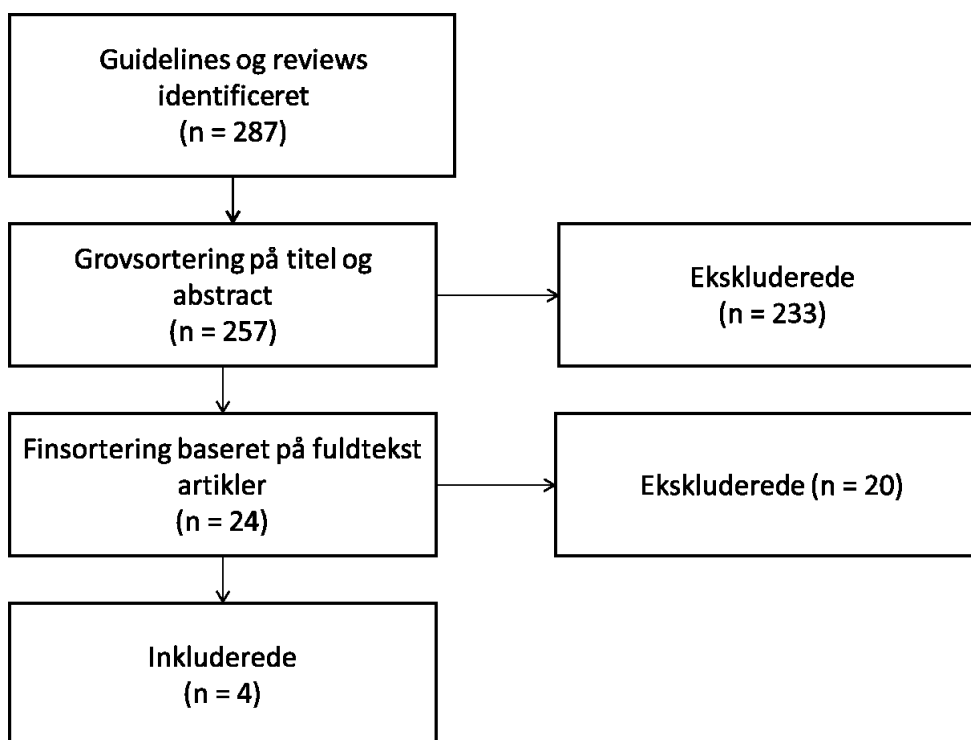 Guidelines og reviews
identificeret
(n = 287)
Grovsortering på titel og
abstract
(n = 257)
Ekskluderede
(n = 233)
Finsortering baseret på fuldtekst
artikler
(n = 24)
Ekskluderede (n = 20)
Inkluderede
(n = 4)